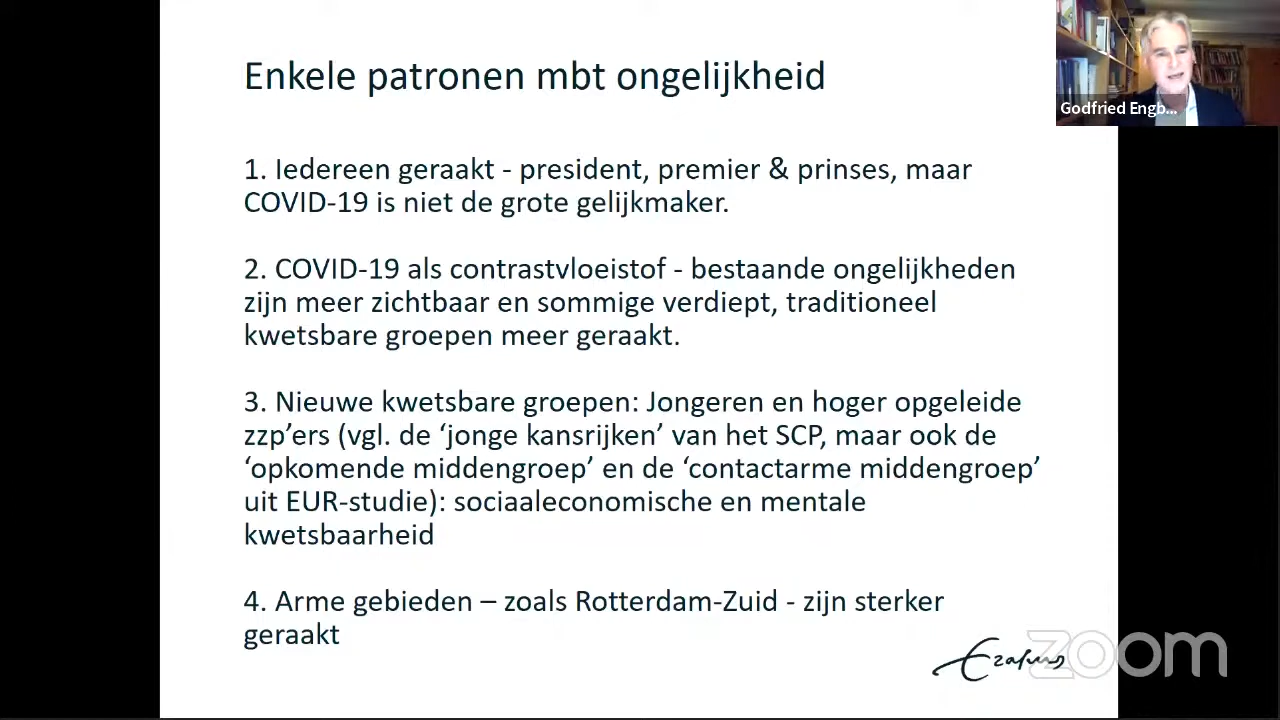 Enkele patronen mbt ongelijkheid
Godfried Engb...
1. Iedereen geraakt - president, premier & prinses, maar
COVID-19 is niet de grote gelijkmaker.
2. COVID-19 als contrastvloeistof - bestaande ongelijkheden
zijn meer zichtbaar en sommige verdiept, traditioneel
kwetsbare groepen meer geraakt.
3. Nieuwe kwetsbare groepen: Jongeren en hoger opgeleide
zzp’ers (vgl. de ‘jonge kansrijken’ van het SCP, maar ook de
‘opkomende middengroep’ en de ‘contactarme middengroep’
uit EUR-studie): sociaaleconomische en mentale
kwetsbaarheid
4. Arme gebieden – zoals Rotterdam-Zuid - zijn sterker
geraakt
Erasmus
zoom